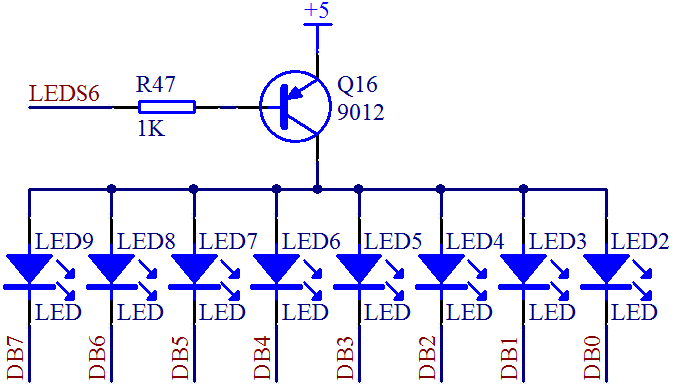 +5
R47
Q16
LEDS6
9012
1K
LED9 LED8 LED7 LED6 LED5 LED4 LED3 LED2
LED LED LED LED LED LED LED LED
DB7 DB6 DB5 DB4 DB3 DB2 DB1 DB0